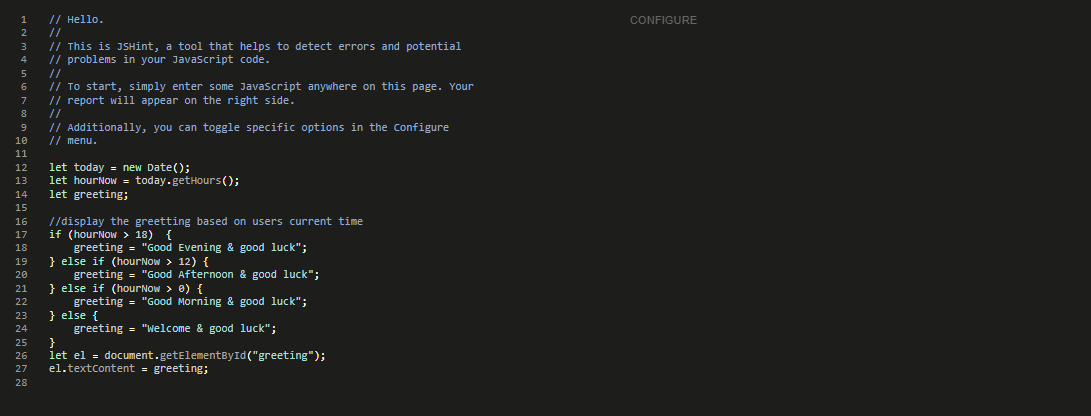 CONFIGURE
1 // Hello.
2 //
3 // This is JSHint, a tool that helps to detect errors and potential
4 // problems in your JavaScript code.
5 //
6 // To start, simply enter some JavaScript anywhere on this page. Your
7 // report will appear on the right side.
8 //
9 // Additionally, you can toggle specific options in the Configure
10 // menu.
11
12 let today = new Date();
13 let hourNow = today.getHours();
14 let greeting;
15
16 //display the greetting based on users current time
17 if (hourNow > 18)  {
18     greeting = "Good Evening & good luck";
19 } else if (hourNow > 12) {
20     greeting = "Good Afternoon & good luck";
21 } else if (hourNow > 0) {
22     greeting = "Good Morning & good luck";
23 } else {
24     greeting = "Welcome & good luck";
25 }
26 let el = document.getElementById("greeting");
27 el.textContent = greeting;
28